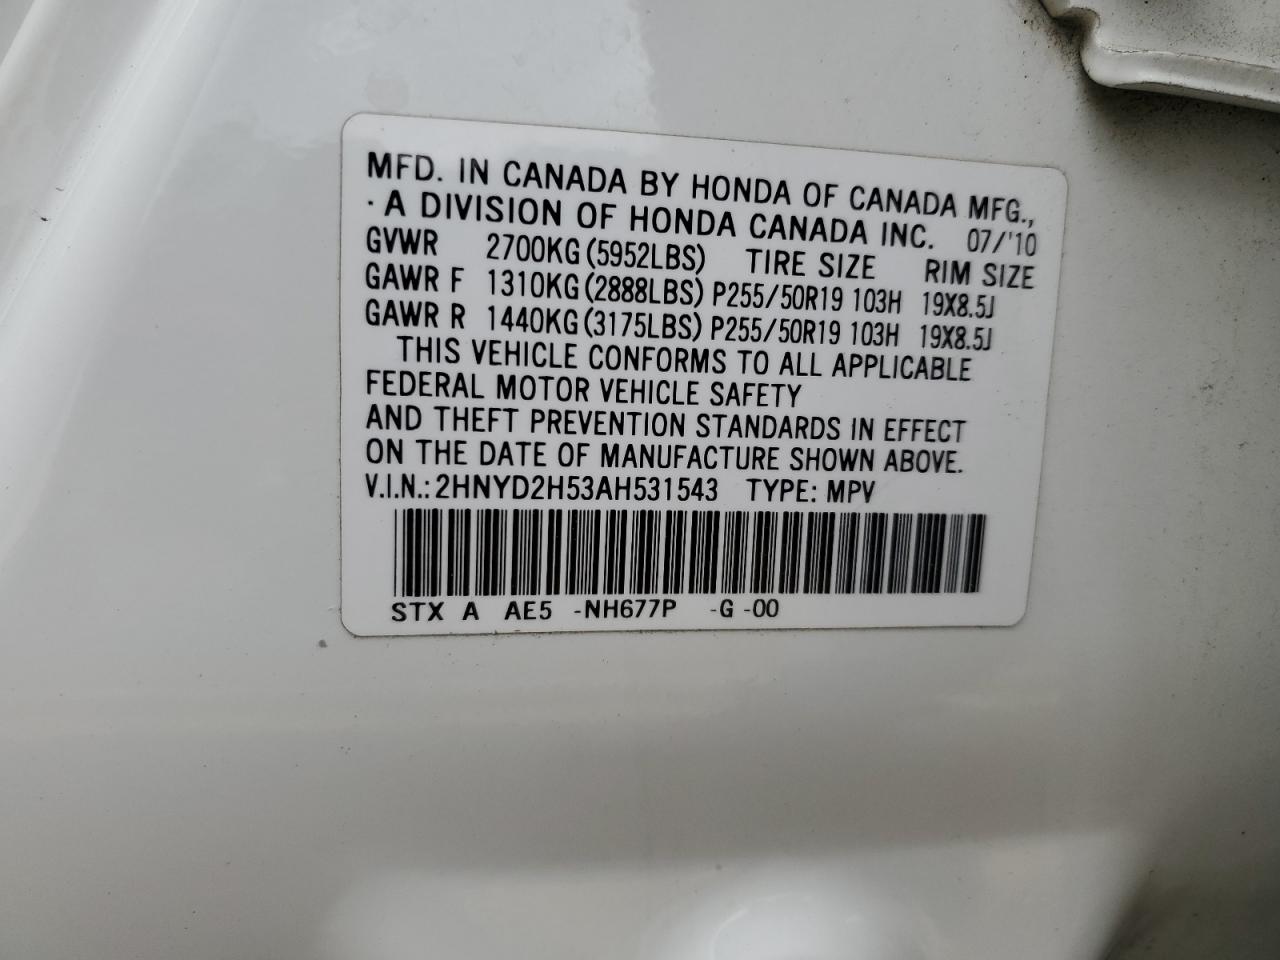 MFD. IN CANADA BY HONDA OF CANADA MFG.,
· A DIVISION OF HONDA CANADA INC. 07/'10
GVWR 2700KG(5952LBS) TIRE SIZE RIM SIZE
GAWR F 1310KG(2888LBS) P255/50R19 103H 19X8.5J
GAWR R 1440KG(3175LBS) P255/50R19 103H 19X8.5J
THIS VEHICLE CONFORMS TO ALL APPLICABLE
FEDERAL MOTOR VEHICLE SAFETY
AND THEFT PREVENTION STANDARDS IN EFFECT
ON THE DATE OF MANUFACTURE SHOWN ABOVE.
V.I.N.: 2HNYD2H53AH531543 TYPE: MPV
STX A AE5 -NH677P -G -00